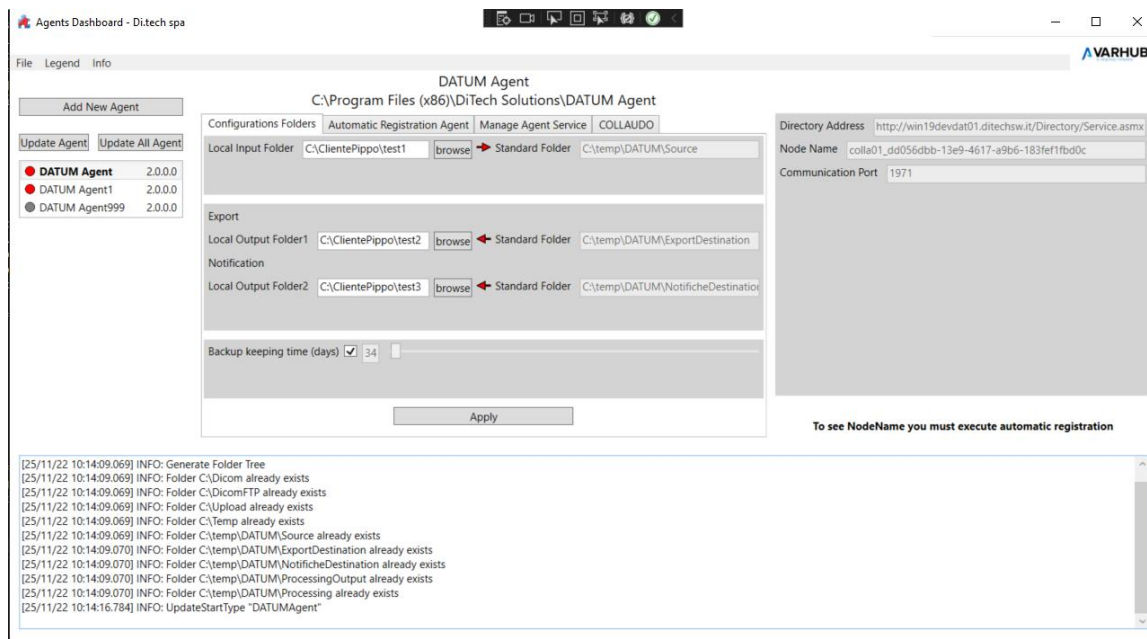 Agents Dashboard - Di.tech spa
File Legend Info
VARHUB
DATUM Agent
C:\Program Files (x86)\DiTech Solutions\DATUM Agent
Add New Agent
Update Agent Update All Agent
DATUM Agent 2.0.0.0
DATUM Agent1 2.0.0.0
DATUM Agent999 2.0.0.0
Configurations Folders Automatic Registration Agent Manage Agent Service COLLAUDO
Local Input Folder C:\ClientePippo\test1 browse Standard Folder C:\temp\DATUM\Source
Export
Local Output Folder1 C:\ClientePippo\test2 browse Standard Folder C:\temp\DATUM\ExportDestination
Notification
Local Output Folder2 C:\ClientePippo\test3 browse Standard Folder C:\temp\DATUM\NotificheDestination
Backup keeping time (days) 34
Apply
Directory Address http://win19devdat01.ditechsw.it/Directory/Service.asmx
Node Name colla01_dd056dbb-13e9-4617-a9b6-183fef1fbd0c
Communication Port 1971
To see NodeName you must execute automatic registration
[25/11/22 10:14:09.069] INFO: Generate Folder Tree
[25/11/22 10:14:09.069] INFO: Folder C:\Dicom already exists
[25/11/22 10:14:09.069] INFO: Folder C:\DicomFTP already exists
[25/11/22 10:14:09.069] INFO: Folder C:\Upload already exists
[25/11/22 10:14:09.069] INFO: Folder C:\Temp already exists
[25/11/22 10:14:09.069] INFO: Folder C:\temp\DATUM\Source already exists
[25/11/22 10:14:09.070] INFO: Folder C:\temp\DATUM\ExportDestination already exists
[25/11/22 10:14:09.070] INFO: Folder C:\temp\DATUM\NotificheDestination already exists
[25/11/22 10:14:09.070] INFO: Folder C:\temp\DATUM\ProcessingOutput already exists
[25/11/22 10:14:09.070] INFO: Folder C:\temp\DATUM\Processing already exists
[25/11/22 10:14:16.784] INFO: UpdateStartType "DATUMAgent"